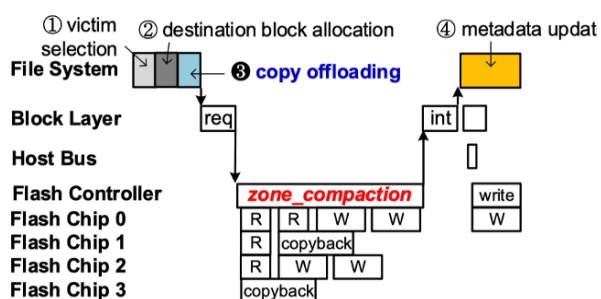 ① victim selection
② destination block allocation
④ metadata updat
File System
❸ copy offloading
Block Layer
req
int
Host Bus
Flash Controller
zone_compaction
write
Flash Chip 0
R R W W
W
Flash Chip 1
R copyback
Flash Chip 2
R W W
Flash Chip 3
copyback